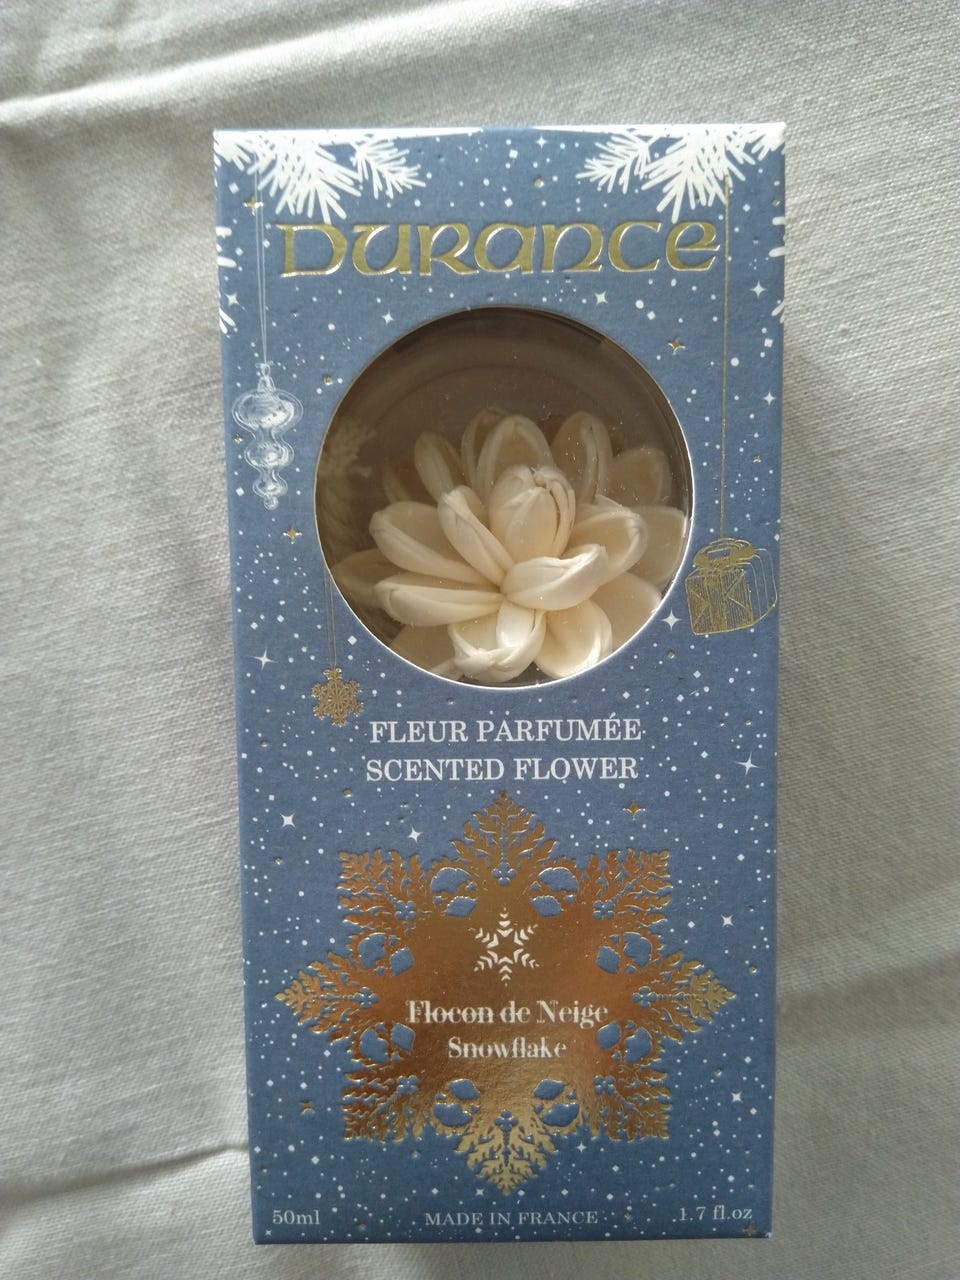 DURANCE
FLEUR PARFUMÉE
SCENTED FLOWER
Flocon de Neige
Snowflake
50ml
MADE IN FRANCE
1.7 fl.oz